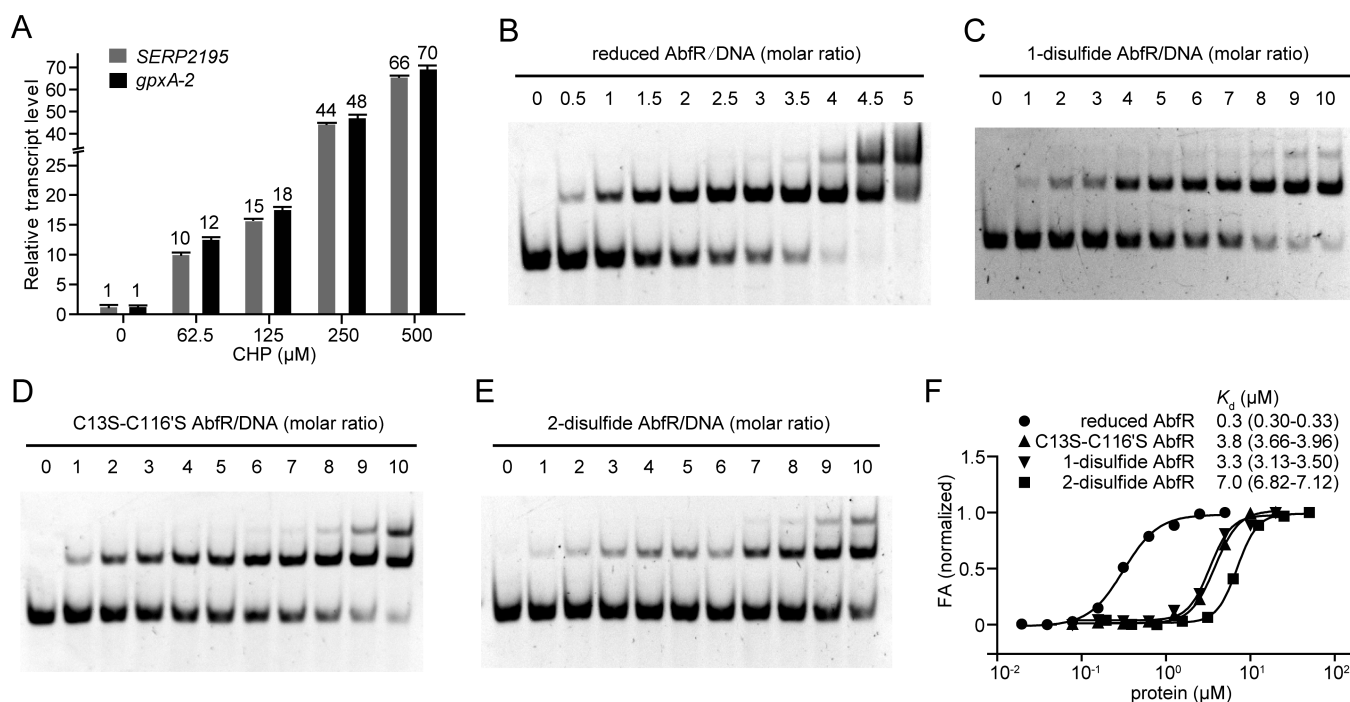 A
SERP2195
gpxA-2
Relative transcript level
70
60
50
40
25
20
15
10
5
0
1 1
10 12
15 18
44 48
66 70
0 62.5 125 250 500
CHP (µM)
B
reduced AbfR/DNA (molar ratio)
0 0.5 1 1.5 2 2.5 3 3.5 4 4.5 5
C
1-disulfide AbfR/DNA (molar ratio)
0 1 2 3 4 5 6 7 8 9 10
D
C13S-C116'S AbfR/DNA (molar ratio)
0 1 2 3 4 5 6 7 8 9 10
E
2-disulfide AbfR/DNA (molar ratio)
0 1 2 3 4 5 6 7 8 9 10
F
Kd (µM)
reduced AbfR 0.3 (0.30-0.33)
C13S-C116'S AbfR 3.8 (3.66-3.96)
1-disulfide AbfR 3.3 (3.13-3.50)
2-disulfide AbfR 7.0 (6.82-7.12)
FA (normalized)
1.5
1.0
0.5
0
10-2 10-1 100 101 102
protein (µM)